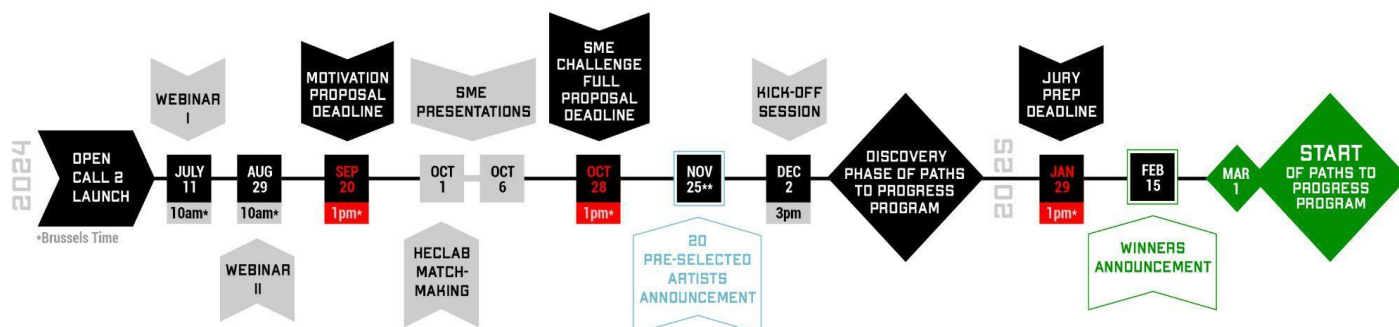 2024
OPEN
CALL 2
LAUNCH
*Brussels Time
WEBINAR
I
JULY
11
10am*
AUG
29
10am*
WEBINAR
II
MOTIVATION
PROPOSAL
DEADLINE
SEP
20
1pm*
SME
PRESENTATIONS
OCT
1
OCT
6
HECLAB
MATCH-
MAKING
SME
CHALLENGE
FULL
PROPOSAL
DEADLINE
OCT
28
1pm*
NOV
25**
20
PRE-SELECTED
ARTISTS
ANNOUNCEMENT
KICK-OFF
SESSION
DEC
2
3pm
DISCOVERY
PHASE OF PATHS
TO PROGRESS
PROGRAM
2025
JURY
PREP
DEADLINE
JAN
29
1pm*
FEB
15
WINNERS
ANNOUNCEMENT
MAR
1
START
OF PATHS TO
PROGRESS
PROGRAM